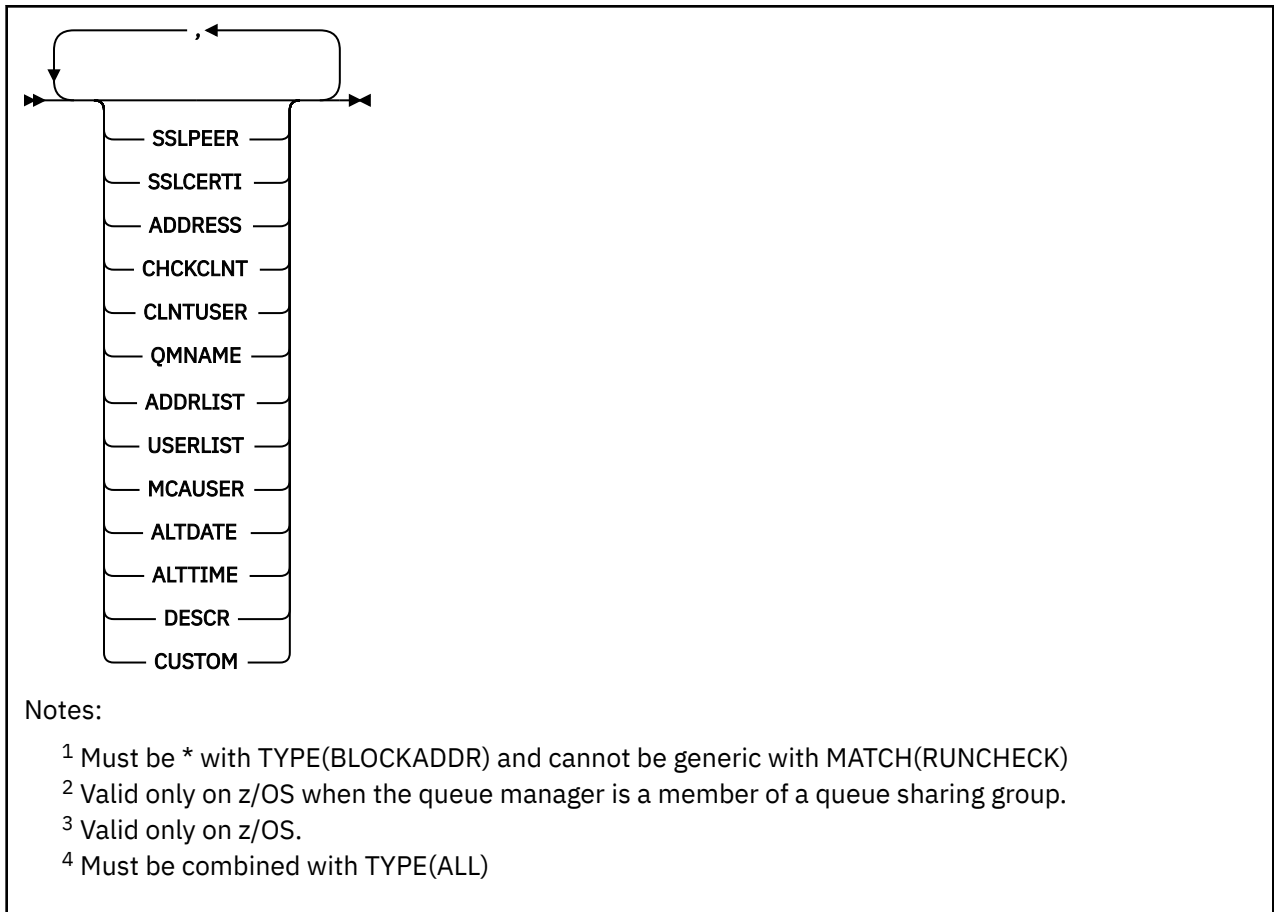 ,
SSLPEER
SSLCERTI
ADDRESS
CHCKCLNT
CLNTUSER
QMNAME
ADDRLIST
USERLIST
MCAUSER
ALTDATE
ALTTIME
DESCR
CUSTOM
Notes:
1 Must be * with TYPE(BLOCKADDR) and cannot be generic with MATCH(RUNCHECK)
2 Valid only on z/OS when the queue manager is a member of a queue sharing group.
3 Valid only on z/OS.
4 Must be combined with TYPE(ALL)